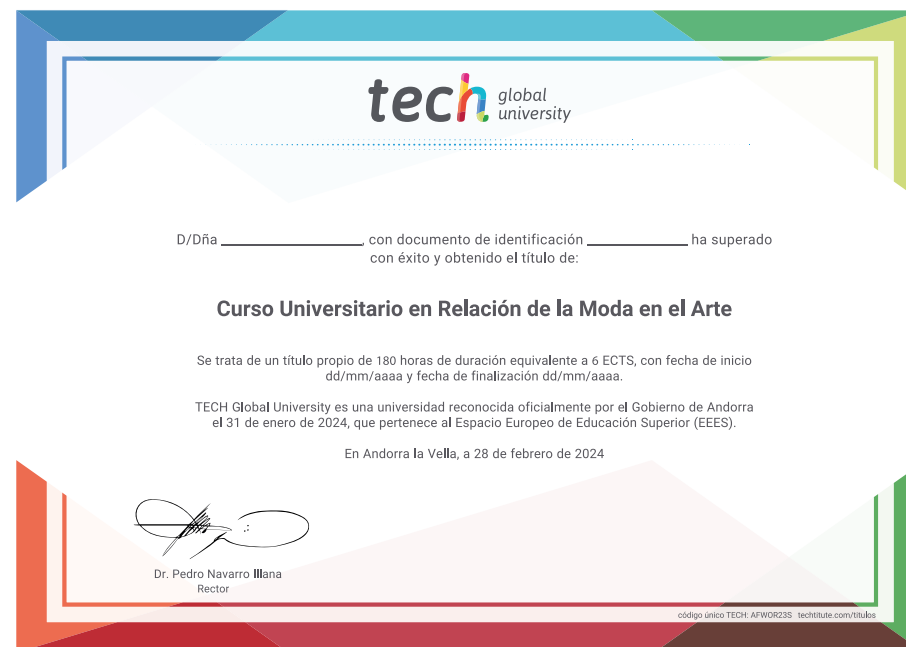 tech global university
D/Dña ________________, con documento de identificación ____________ ha superado
con éxito y obtenido el título de:
Curso Universitario en Relación de la Moda en el Arte
Se trata de un título propio de 180 horas de duración equivalente a 6 ECTS, con fecha de inicio
dd/mm/aaaa y fecha de finalización dd/mm/aaaa.
TECH Global University es una universidad reconocida oficialmente por el Gobierno de Andorra
el 31 de enero de 2024, que pertenece al Espacio Europeo de Educación Superior (EEES).
En Andorra la Vella, a 28 de febrero de 2024
Dr. Pedro Navarro Illana
Rector
código único TECH: AFWOR23S techtitute.com/titulos